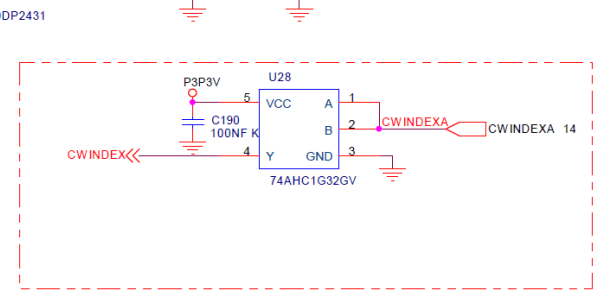 DP2431
U28
P3P3V
5 VCC A 1
C190
100NF K
B 2 CWINDEXA CWINDEXA 14
CWINDEX 4 Y GND 3
74AHC1G32GV